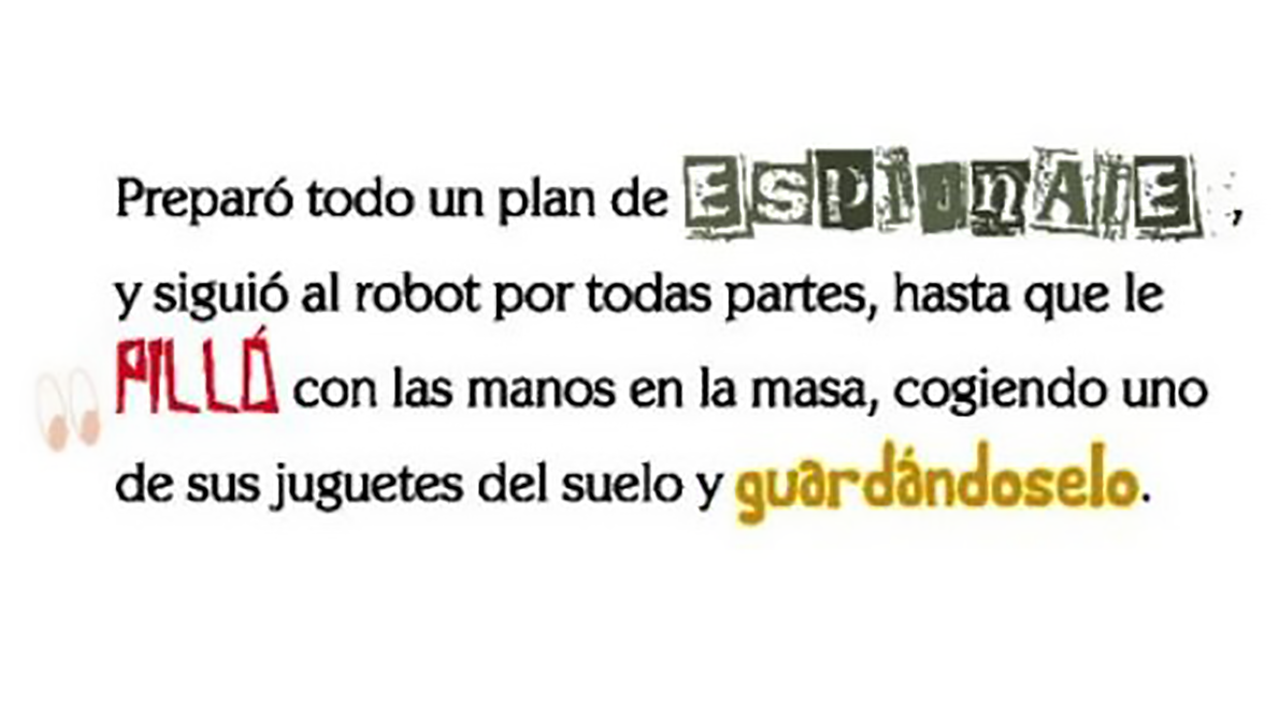 Preparó todo un plan de ESPIONAJE,
y siguió al robot por todas partes, hasta que le
PILLÓ con las manos en la masa, cogiendo uno
de sus juguetes del suelo y guardándoselo.